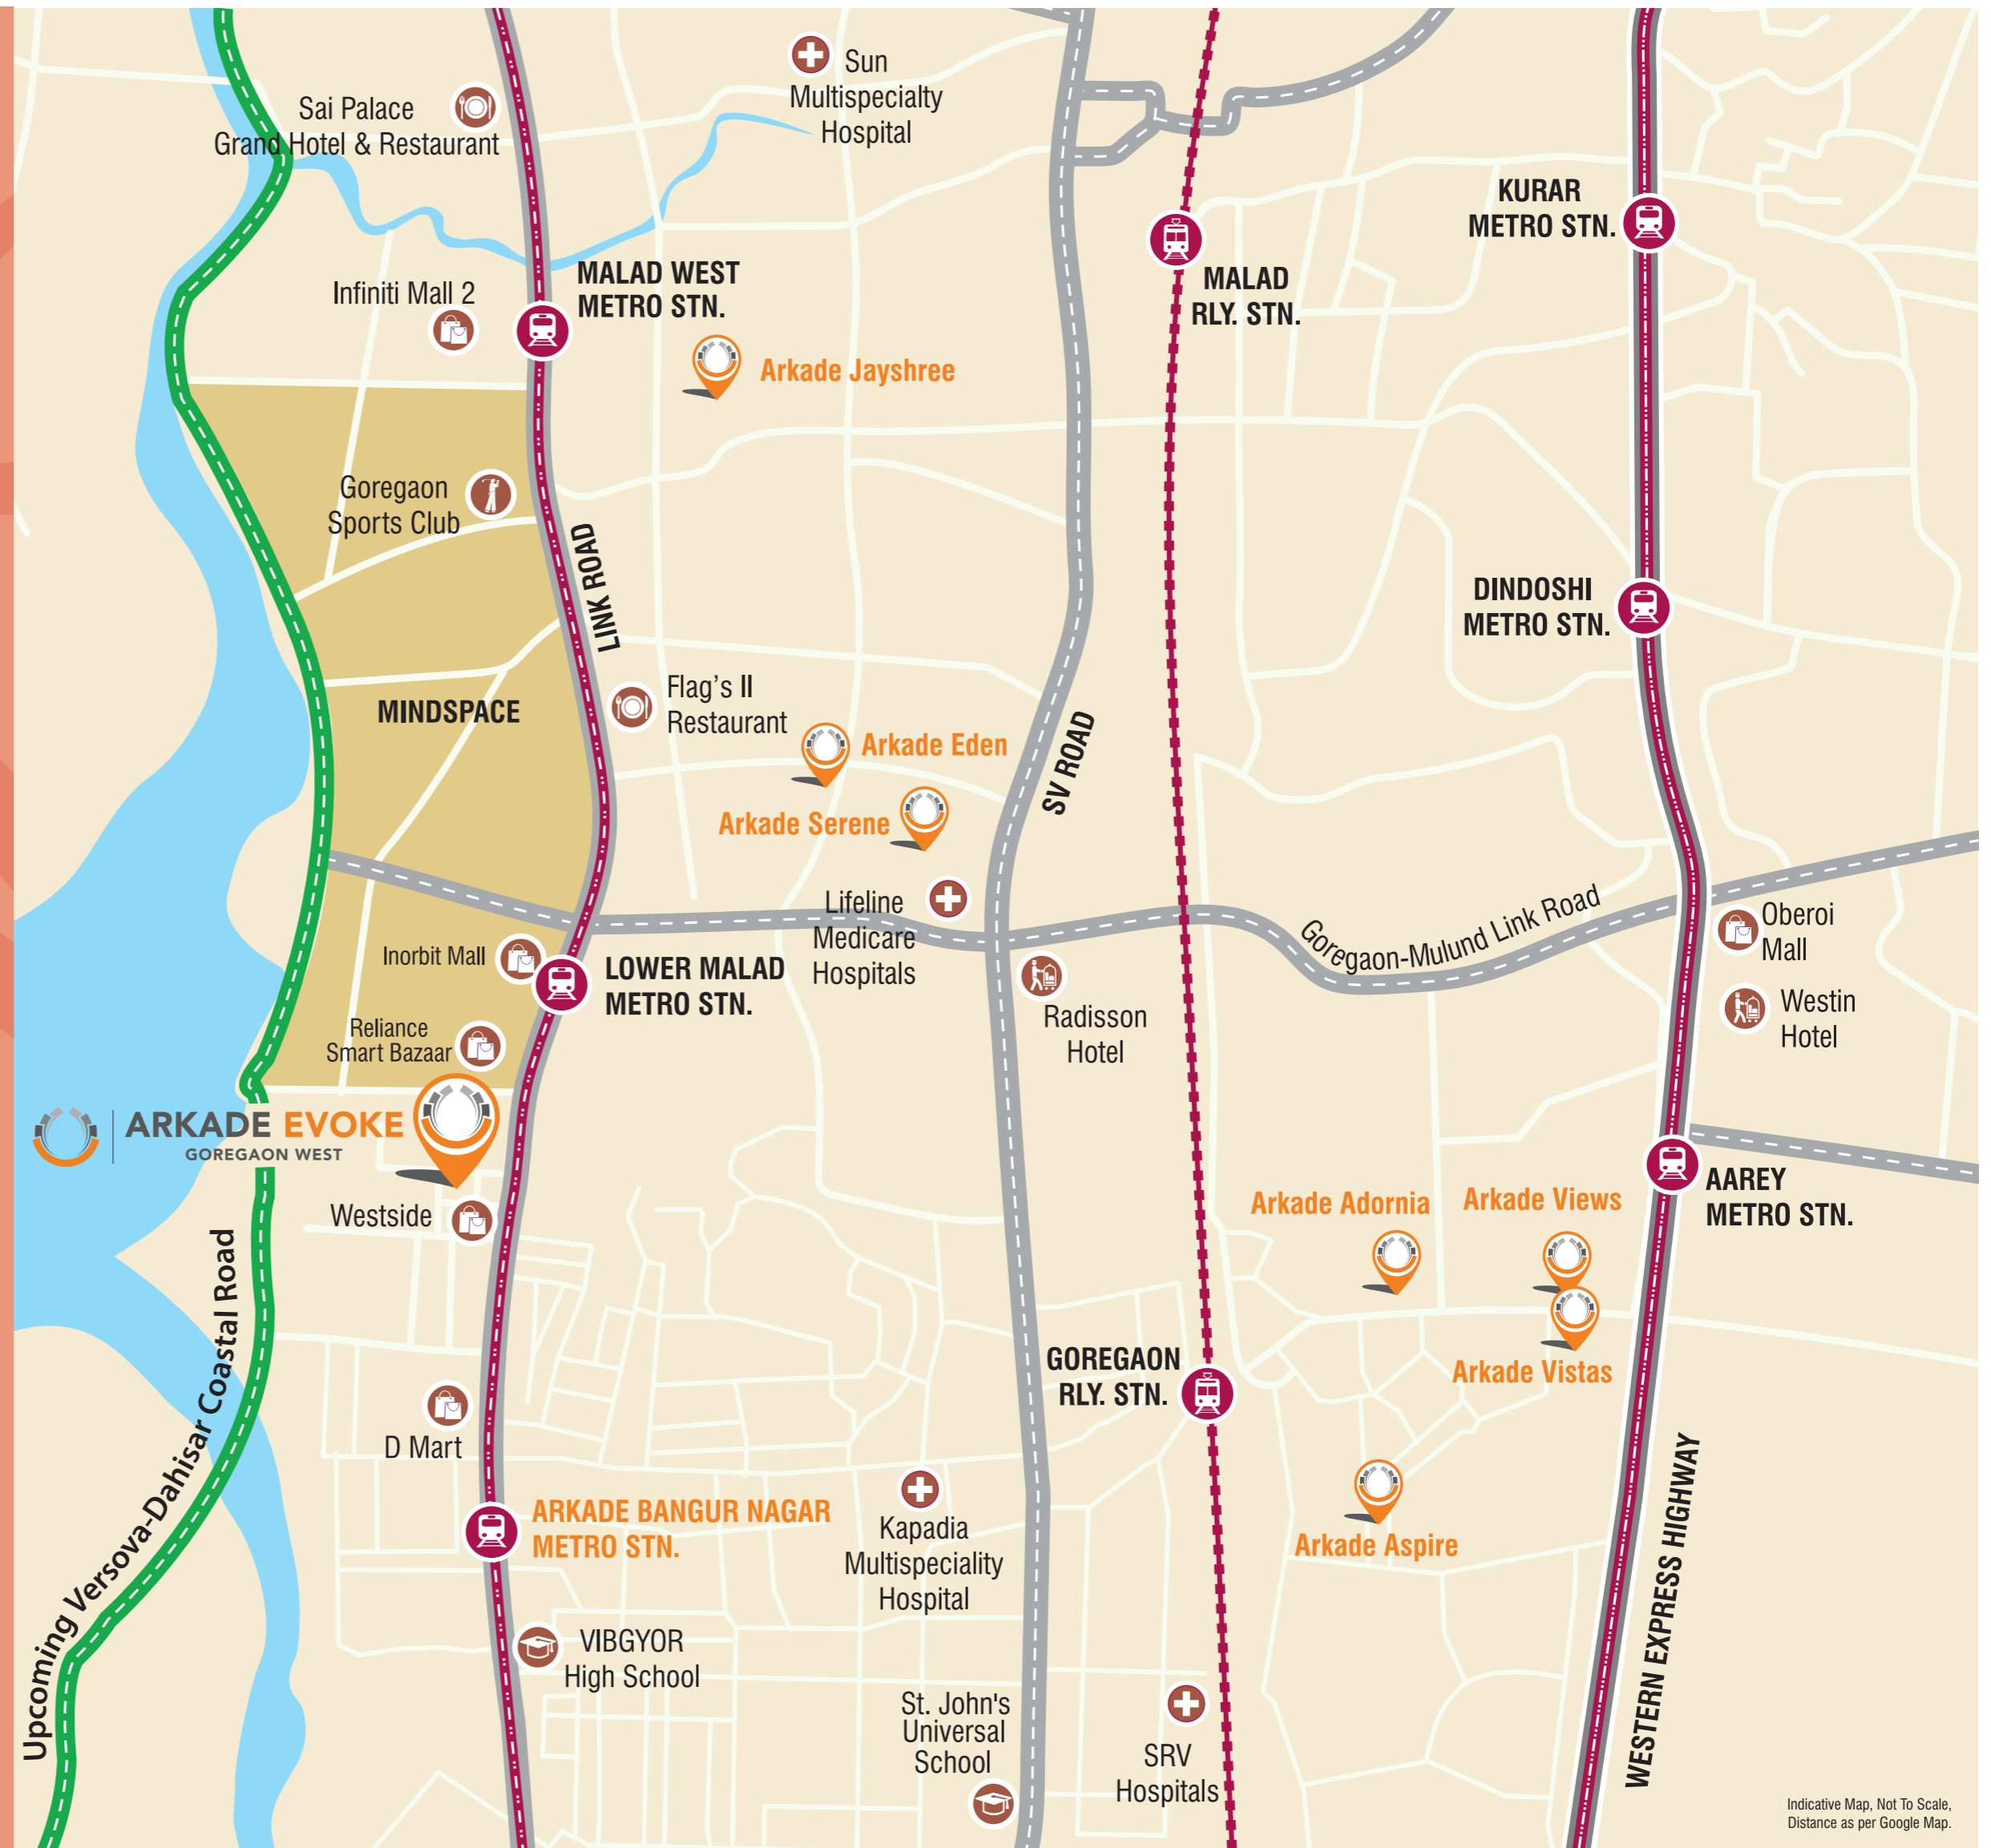 Sun
Multispecialty
Hospital
Sai Palace
Grand Hotel & Restaurant
KURAR
METRO STN.
MALAD WEST
METRO STN.
MALAD
RLY. STN.
Infiniti Mall 2
Arkade Jayshree
Goregaon
Sports Club
LINK ROAD
DINDOSHI
METRO STN.
MINDSPACE
Flag's II
Restaurant
Arkade Eden
SV ROAD
Arkade Serene
Lifeline
Medicare
Hospitals
Goregaon-Mulund Link Road
Oberoi
Mall
Inorbit Mall
LOWER MALAD
METRO STN.
Radisson
Hotel
Westin
Hotel
Reliance
Smart Bazaar
ARKADE EVOKE
GOREGAON WEST
Westside
Arkade Adornia
Arkade Views
AAREY
METRO STN.
Upcoming Versova-Dahisar Coastal Road
GOREGAON
RLY. STN.
Arkade Vistas
D Mart
ARKADE BANGUR NAGAR
METRO STN.
Kapadia
Multispeciality
Hospital
Arkade Aspire
WESTERN EXPRESS HIGHWAY
VIBGYOR
High School
St. John's
Universal
School
SRV
Hospitals
Indicative Map, Not To Scale,
Distance as per Google Map.